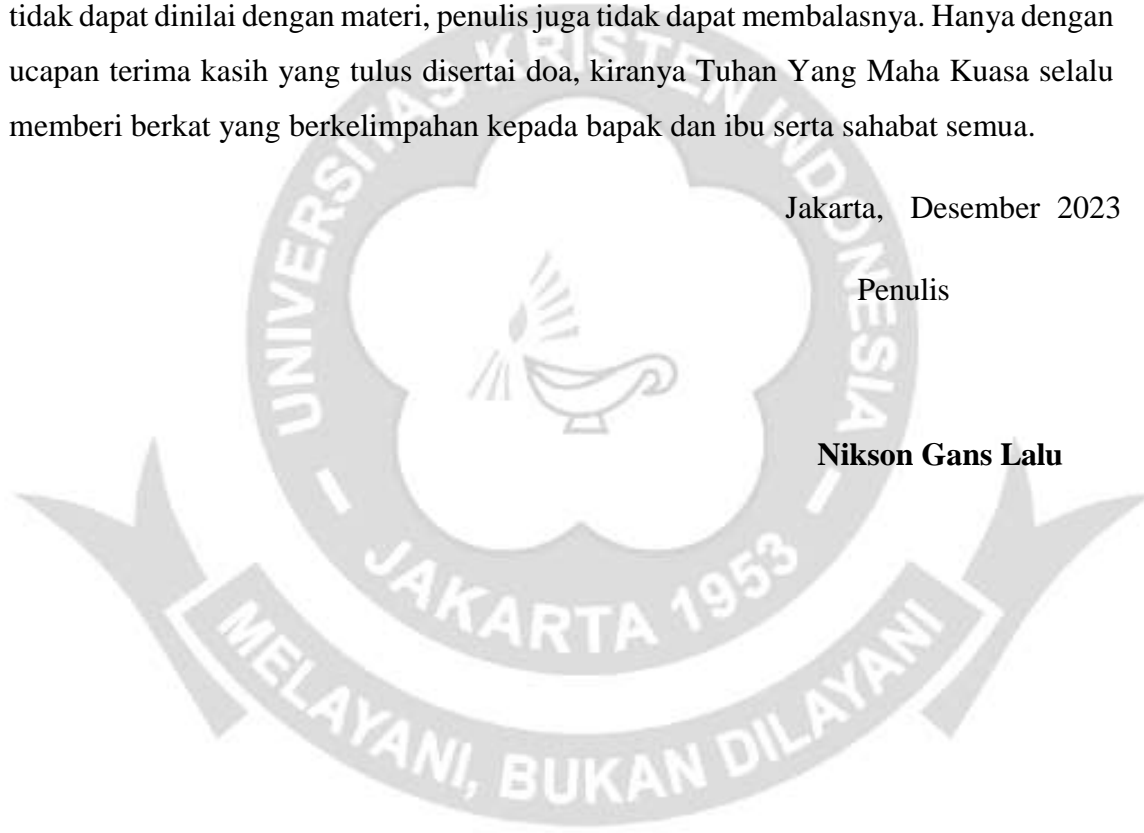 tidak dapat dinilai dengan materi, penulis juga tidak dapat membalasnya. Hanya dengan
ucapan terima kasih yang tulus disertai doa, kiranya Tuhan Yang Maha Kuasa selalu
memberi berkat yang berkelimpahan kepada bapak dan ibu serta sahabat semua.
Jakarta, Desember 2023
Penulis
Nikson Gans Lalu
UNIVERSITAS KRISTEN INDONESIA
- JAKARTA 1953 -
MELAYANI, BUKAN DILAYANI